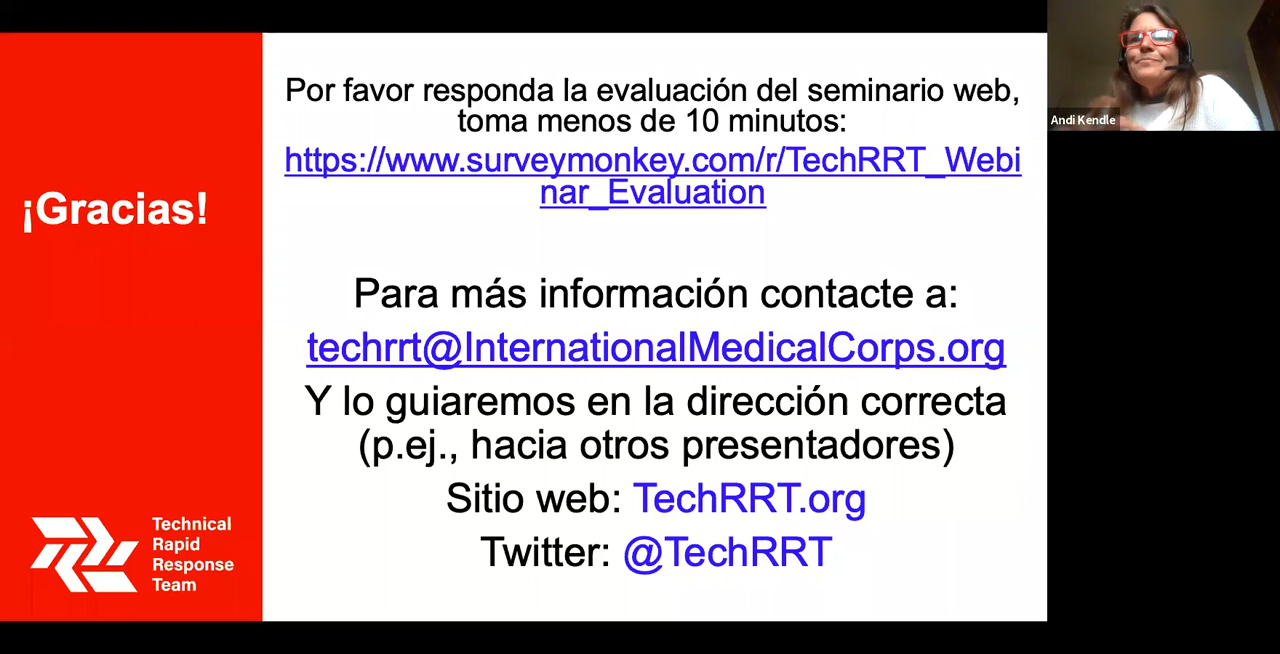 ¡Gracias!
Por favor responda la evaluación del seminario web,
toma menos de 10 minutos:
https://www.surveymonkey.com/r/TechRRT_Webi
nar_Evaluation
Para más información contacte a:
techrrt@InternationalMedicalCorps.org
Y lo guiaremos en la dirección correcta
(p.ej., hacia otros presentadores)
Sitio web: TechRRT.org
Twitter: @TechRRT
Technical
Rapid
Response
Team
Andi Kendle